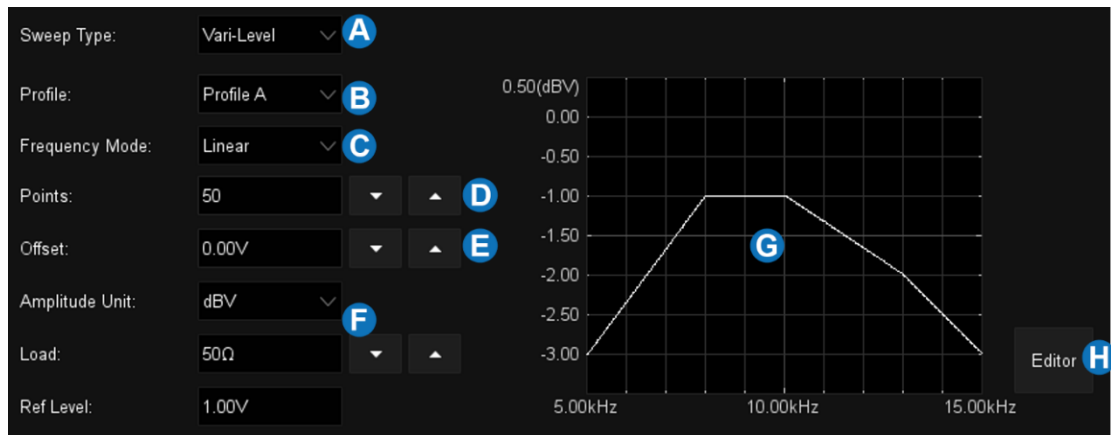 Sweep Type: Vari-Level A
Profile: Profile A B
Frequency Mode: Linear C
Points: 50 D
Offset: 0.00V E
Amplitude Unit: dBV
F
Load: 50Ω
Ref Level: 1.00V
0.50(dBV)
0.00
-0.50
-1.00
-1.50
-2.00
-2.50
-3.00
G
5.00kHz 10.00kHz 15.00kHz
Editor H